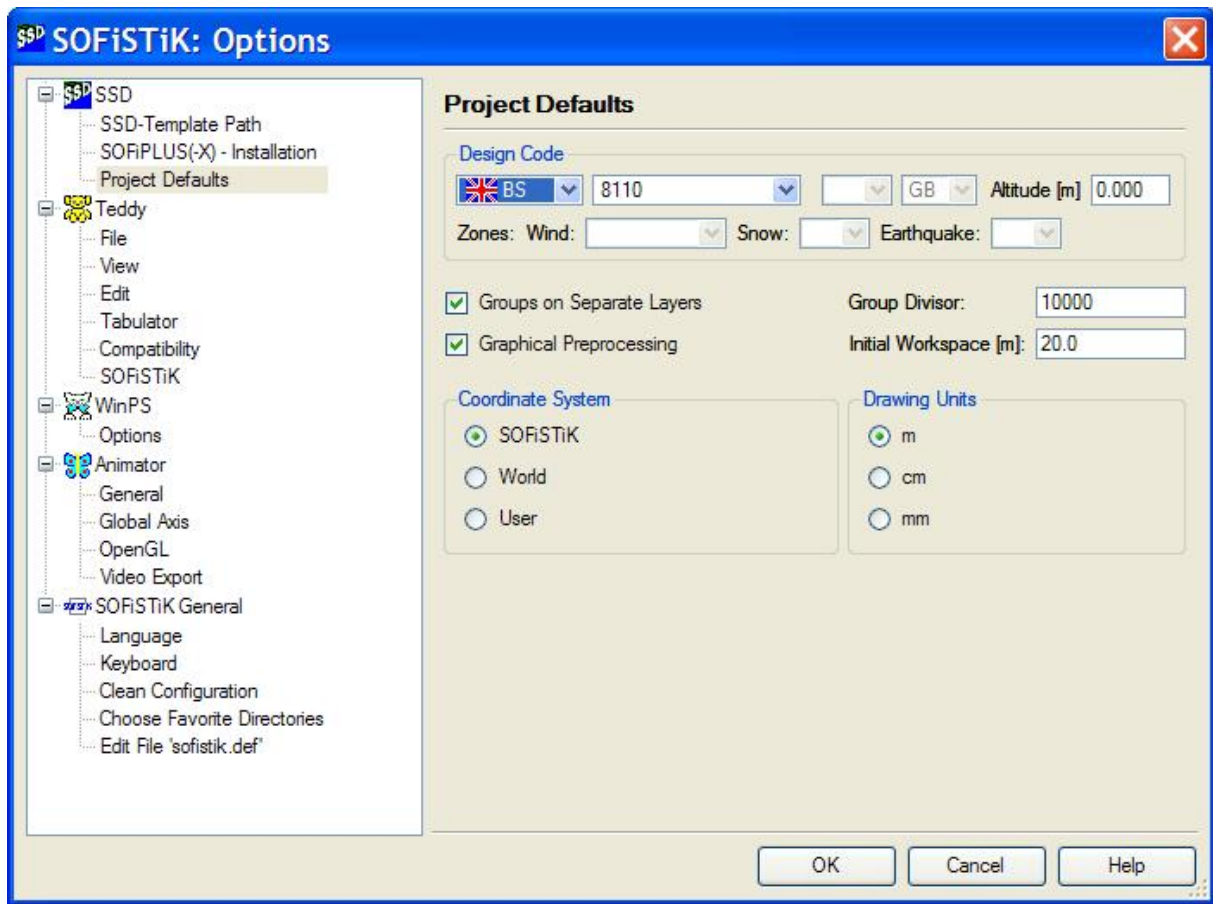 SSD SOFiSTiK: Options
SSD SSD
SSD-Template Path
SOFiPLUS(-X) - Installation
Project Defaults
Teddy
File
View
Edit
Tabulator
Compatibility
SOFiSTiK
WinPS
Options
Animator
General
Global Axis
OpenGL
Video Export
SOFiSTiK General
Language
Keyboard
Clean Configuration
Choose Favorite Directories
Edit File 'sofistik.def'
Project Defaults
Design Code
BS 8110 GB Altitude [m] 0.000
Zones: Wind: Snow: Earthquake:
Groups on Separate Layers Group Divisor: 10000
Graphical Preprocessing Initial Workspace [m]: 20.0
Coordinate System Drawing Units
SOFiSTiK m
World cm
User mm
OK Cancel Help